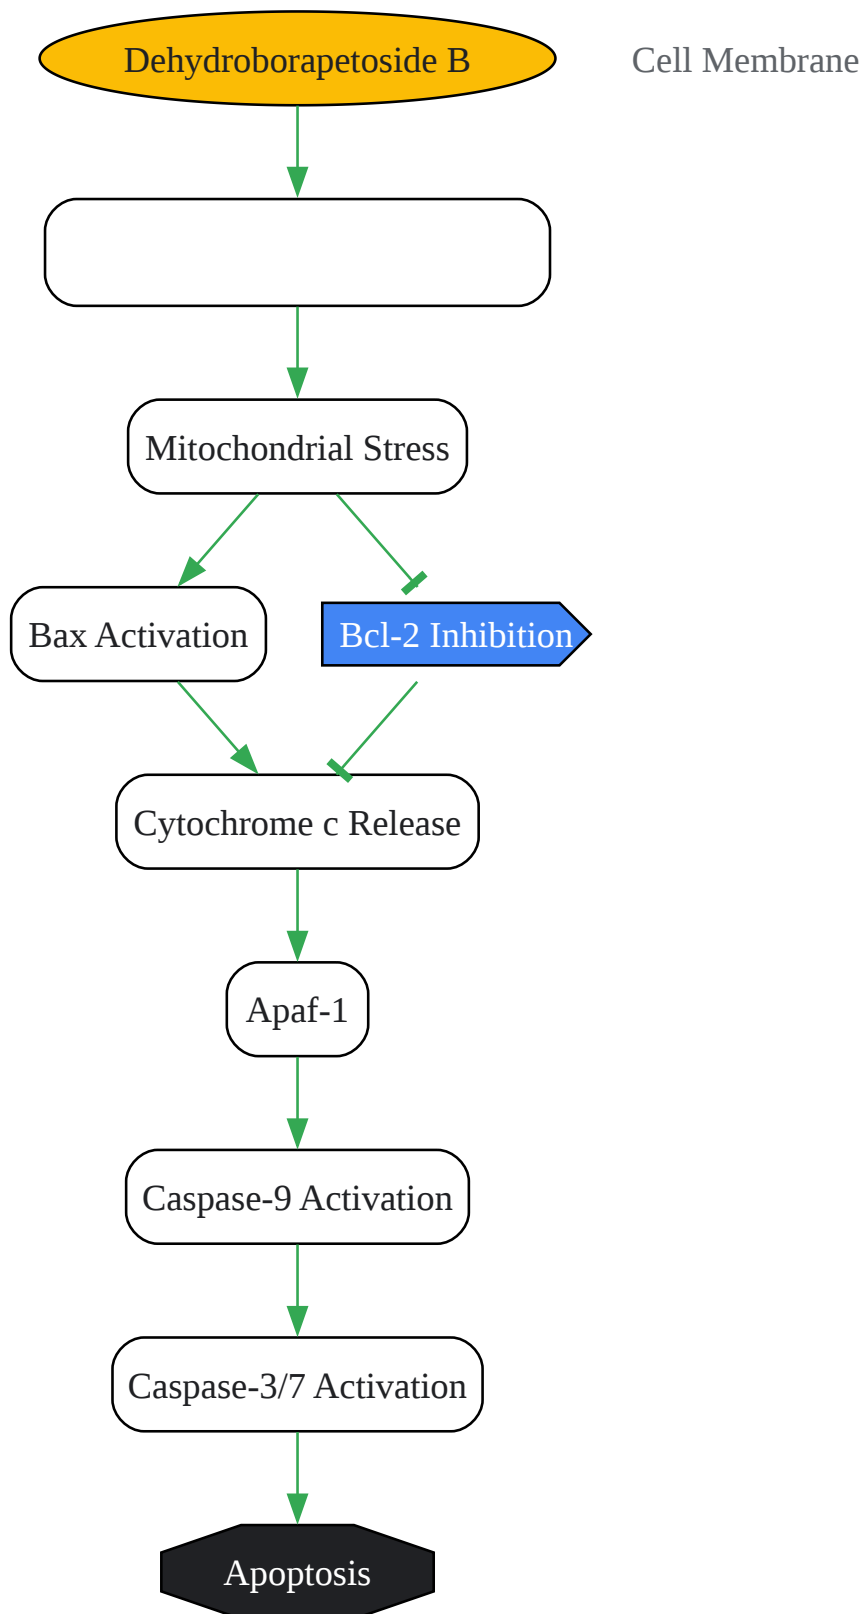 Dehydroborapetoside B
Cell Membrane
Mitochondrial Stress
Bax Activation
Bcl-2 Inhibition
Cytochrome c Release
Apaf-1
Caspase-9 Activation
Caspase-3/7 Activation
Apoptosis